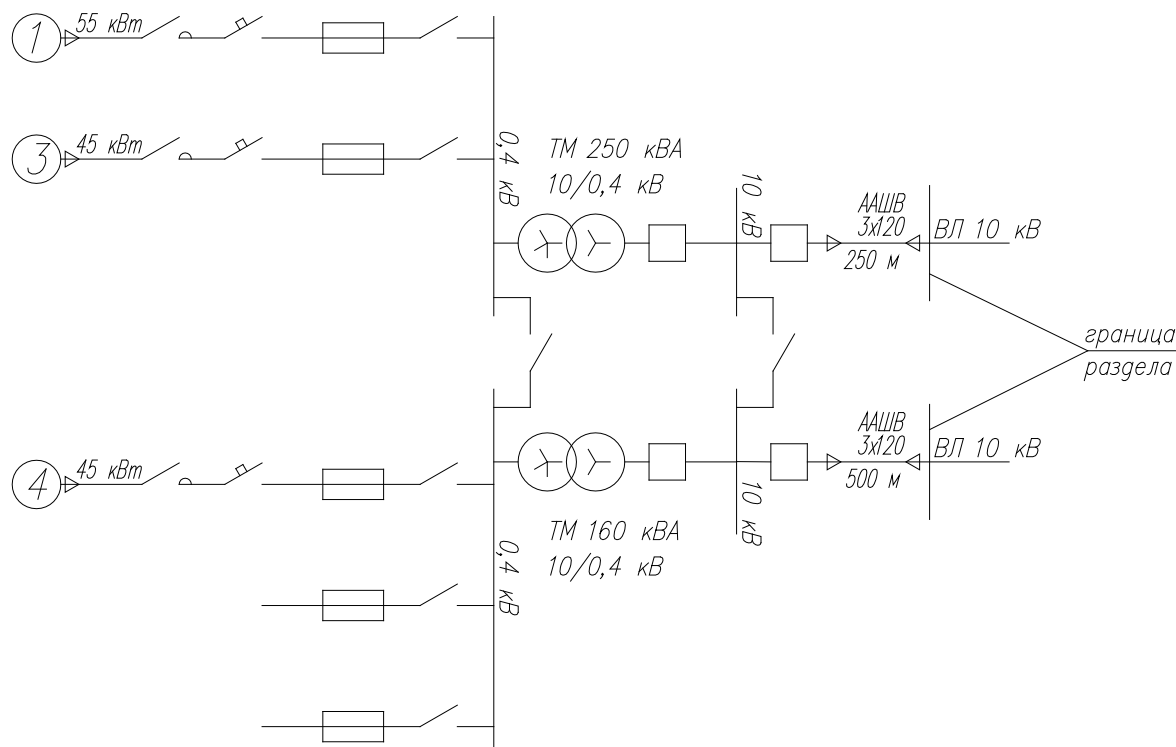 1
55 кВт
3
45 кВт
0,4 кВ
ТМ 250 кВА
10/0,4 кВ
10 кВ
ААШВ
3х120
250 м
ВЛ 10 кВ
граница
раздела
4
45 кВт
0,4 кВ
ТМ 160 кВА
10/0,4 кВ
10 кВ
ААШВ
3х120
500 м
ВЛ 10 кВ